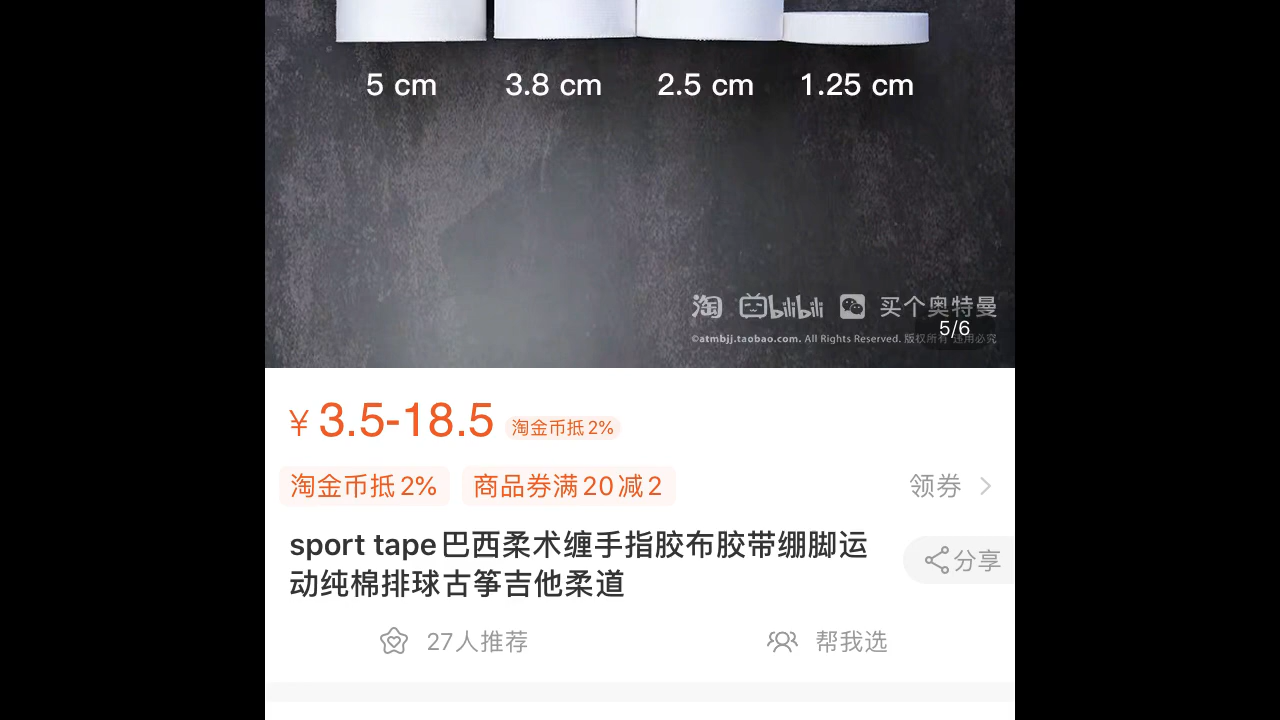 5 cm 3.8 cm 2.5 cm 1.25 cm
淘 bilibili 买个奥特曼
5/6
©atmbjj.taobao.com. All Rights Reserved. 版权所有 违用必究
¥3.5-18.5 淘金币抵2%
淘金币抵2% 商品券满20减2 领券
sport tape巴西柔术缠手指胶布胶带绷脚运
动纯棉排球古筝吉他柔道
分享
27人推荐 帮我选